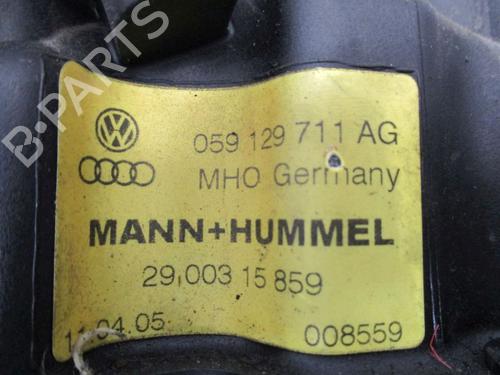 B-PARTS
059 129 711 AG
MHO Germany
MANN+HUMMEL
29,003 15 859
11.04.05 008559